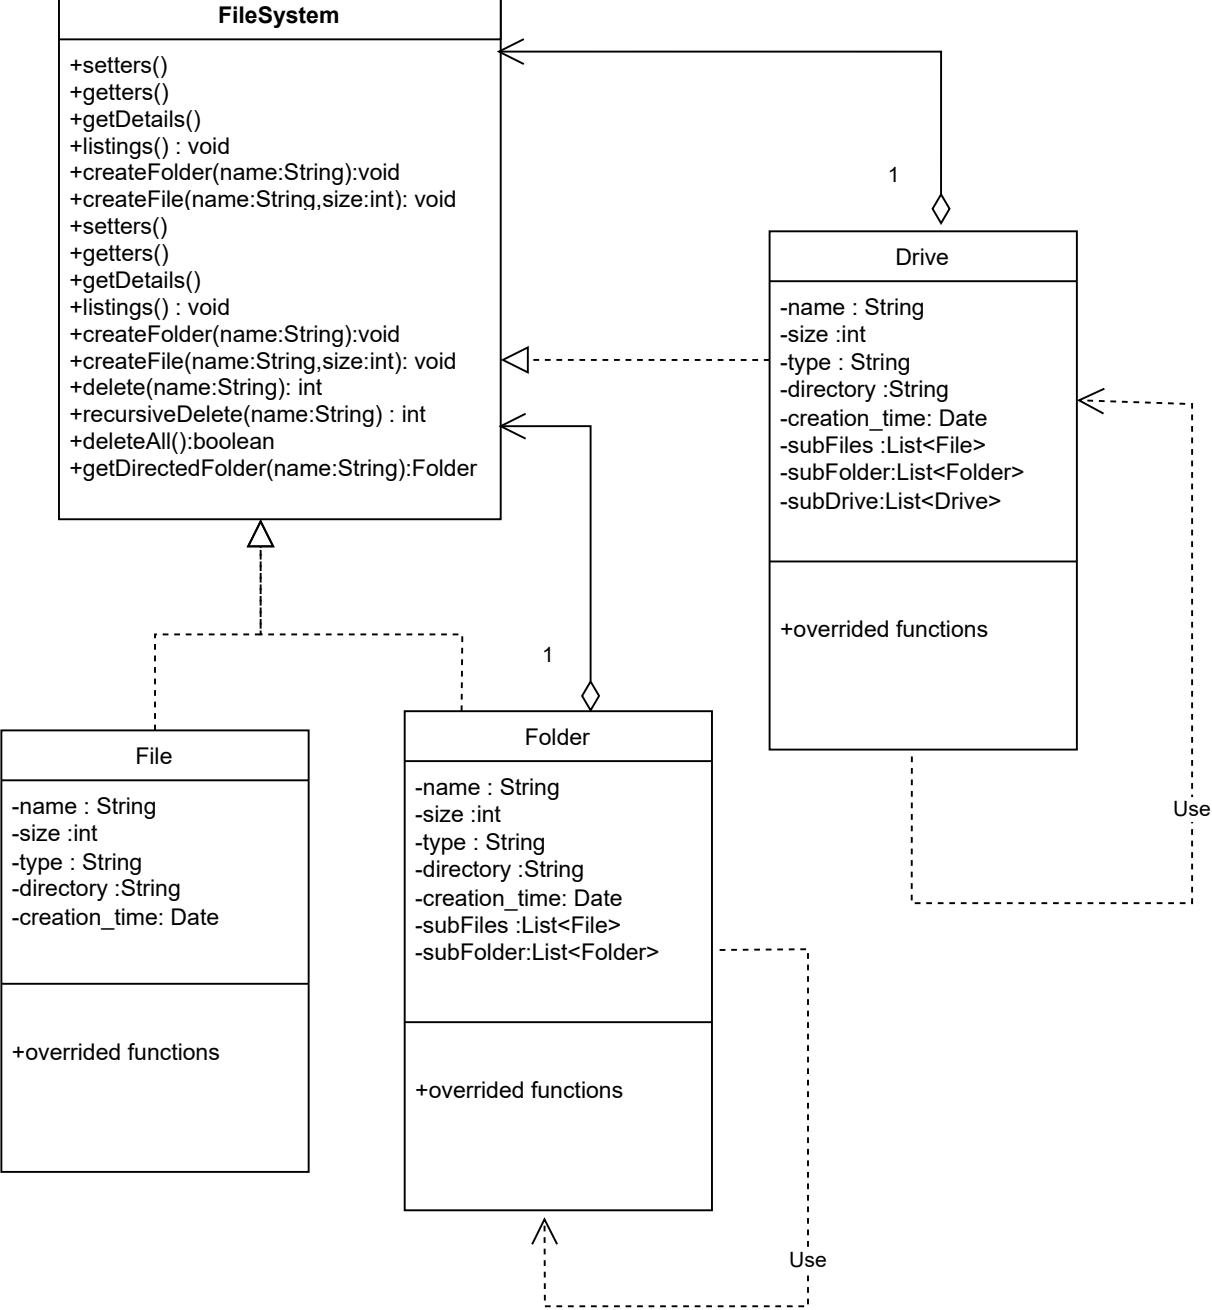 FileSystem
+setters()
+getters()
+getDetails()
+listings() : void
+createFolder(name:String):void
+createFile(name:String,size:int): void
+setters()
+getters()
+getDetails()
+listings() : void
+createFolder(name:String):void
+createFile(name:String,size:int): void
+delete(name:String): int
+recursiveDelete(name:String) : int
+deleteAll():boolean
+getDirectedFolder(name:String):Folder
1
Drive
-name : String
-size :int
-type : String
-directory :String
-creation_time: Date
-subFiles :List<File>
-subFolder:List<Folder>
-subDrive:List<Drive>
+overrided functions
Use
1
File
-name : String
-size :int
-type : String
-directory :String
-creation_time: Date
+overrided functions
Folder
-name : String
-size :int
-type : String
-directory :String
-creation_time: Date
-subFiles :List<File>
-subFolder:List<Folder>
+overrided functions
Use